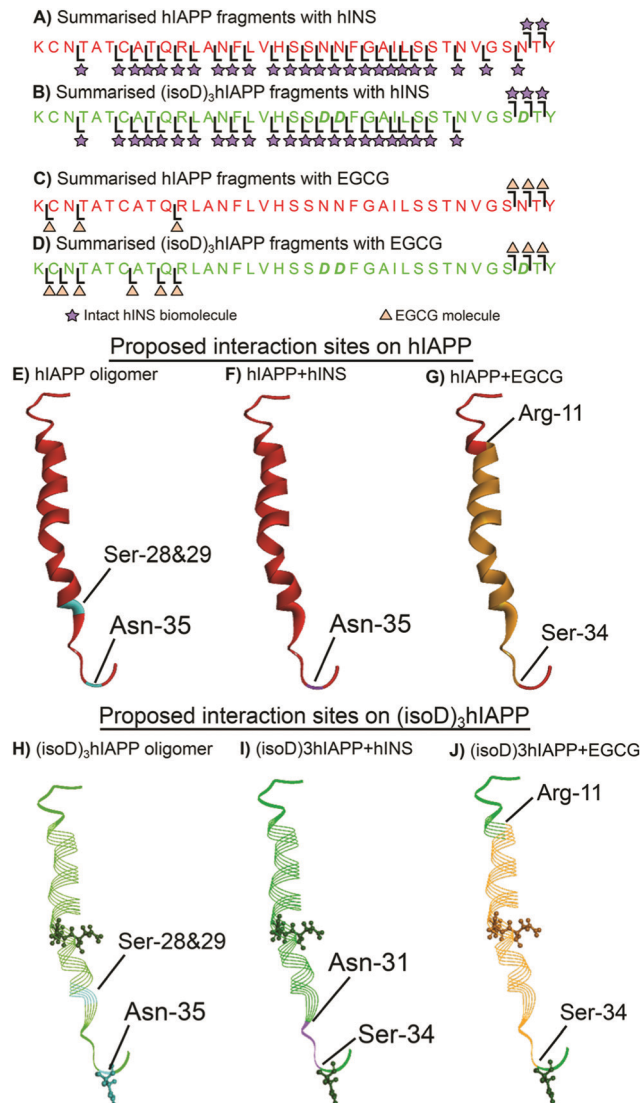 A) Summarised hIAPP fragments with hINS
KCNTATCATQRLANFLVHSSNNFGAILSSTNVGSNTY
B) Summarised (isoD)₃hIAPP fragments with hINS
KCNTATCATQRLANFLVHSSDDFGAILSSTNVGSDTY
C) Summarised hIAPP fragments with EGCG
KCNTATCATQRLANFLVHSSNNFGAILSSTNVGSNTY
D) Summarised (isoD)₃hIAPP fragments with EGCG
KCNTATCATQRLANFLVHSSDDFGAILSSTNVGSDTY
Intact hINS biomolecule EGCG molecule
Proposed interaction sites on hIAPP
E) hIAPP oligomer F) hIAPP+hINS G) hIAPP+EGCG
Arg-11
Ser-28&29
Asn-35 Asn-35 Ser-34
Proposed interaction sites on (isoD)₃hIAPP
H) (isoD)₃hIAPP oligomer I) (isoD)3hIAPP+hINS J) (isoD)3hIAPP+EGCG
Arg-11
Ser-28&29
Asn-31
Asn-35 Ser-34 Ser-34